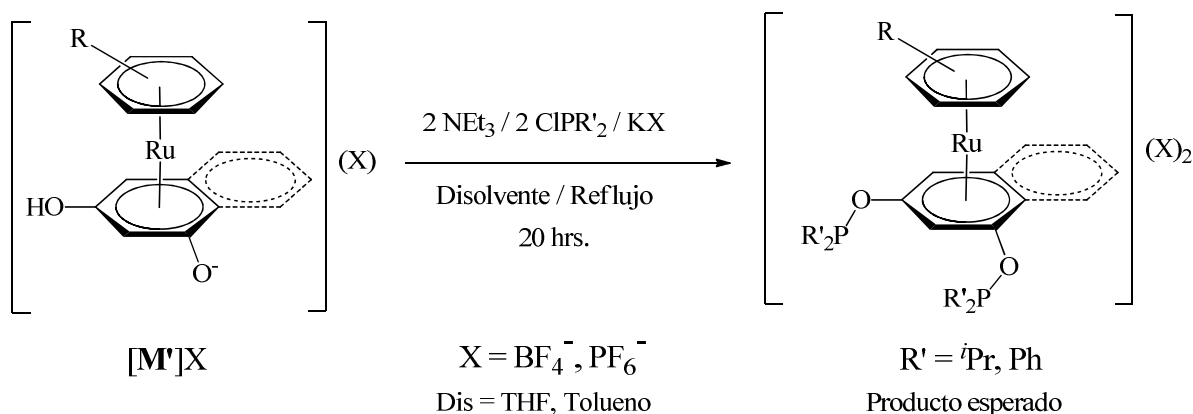 R
Ru
HO
O-
(X)
[M']X
2 NEt3 / 2 ClPR'2 / KX
Disolvente / Reflujo
20 hrs.
X = BF4-, PF6-
Dis = THF, Tolueno
R
Ru
O
R'2P
O
R'2P
(X)2
R' = iPr, Ph
Producto esperado